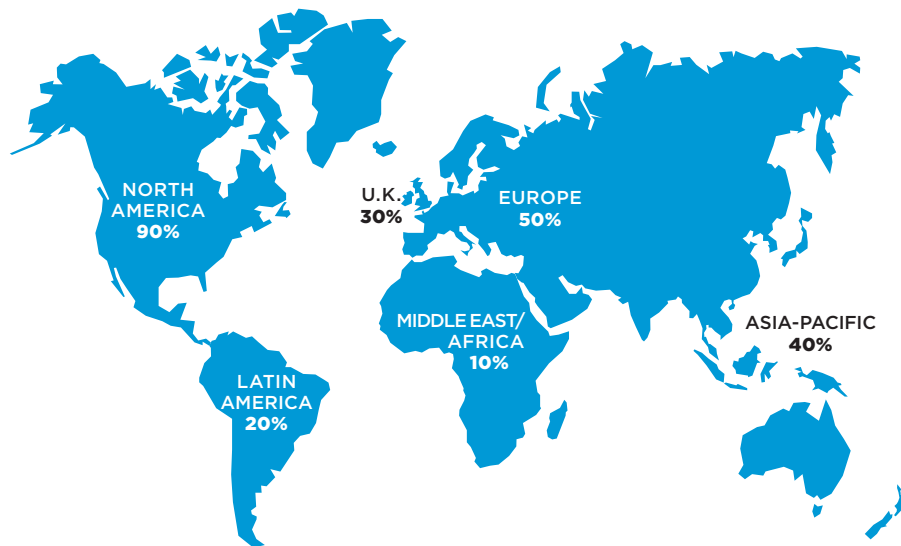 NORTH
AMERICA
90%
U.K.
30%
EUROPE
50%
MIDDLE EAST/
AFRICA
10%
ASIA-PACIFIC
40%
LATIN
AMERICA
20%